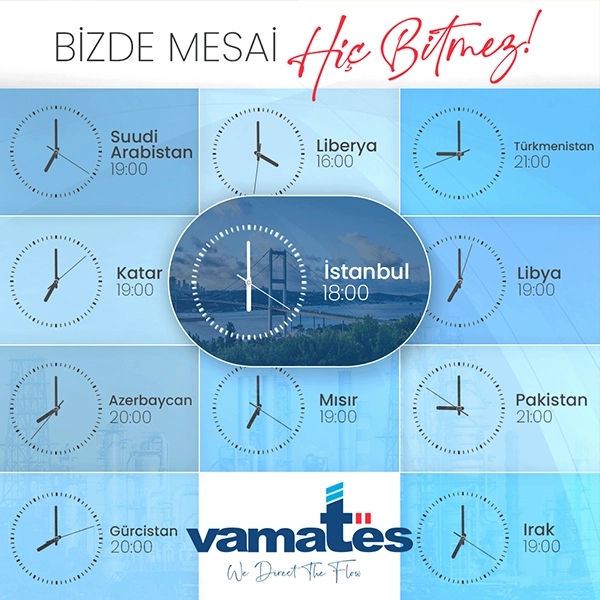 BİZDE MESAİ Hiç Bitmez!
Suudi
Arabistan
19:00
Liberya
16:00
Türkmenistan
21:00
Katar
19:00
İstanbul
18:00
Libya
19:00
Azerbaycan
20:00
Mısır
19:00
Pakistan
21:00
Gürcistan
20:00
vamatës
We Direct The Flow
Irak
19:00